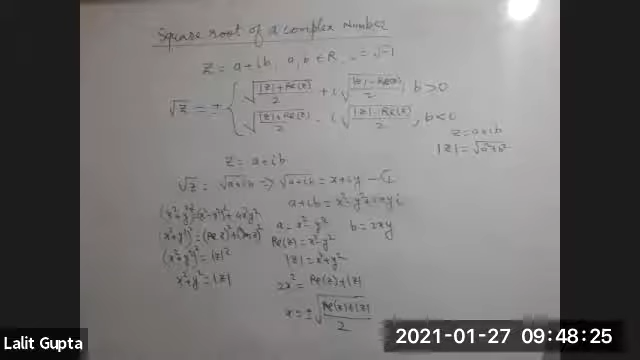 Square root of a complex Number
Z = a+ib, a, b ∈ R, = √-1
√Z = ± { √((|Z|+Re(Z))/2) + i √((|Z|-Re(Z))/2), b>0
√((|Z|+Re(Z))/2) - i √((|Z|-Re(Z))/2), b<0
Z = a+ib
|Z| = √(a²+b²)
Z = a+ib
√Z = √(a+ib) => √(a+ib) = x+iy —
a+ib = x²-y²+2xyi
(x²+y²)² = (x²-y²)² + 4x²y²
a = x²-y² b = 2xy
(x²+y²)² = (Re Z)² + (Im Z)²
Re(Z) = x²-y²
(x²+y²)² = |Z|²
|Z| = x²+y²
x²+y² = |Z|
2x² = Re(Z)+|Z|
x = ± √((Re(Z)+|Z|)/2)
Lalit Gupta
2021-01-27 09:48:25